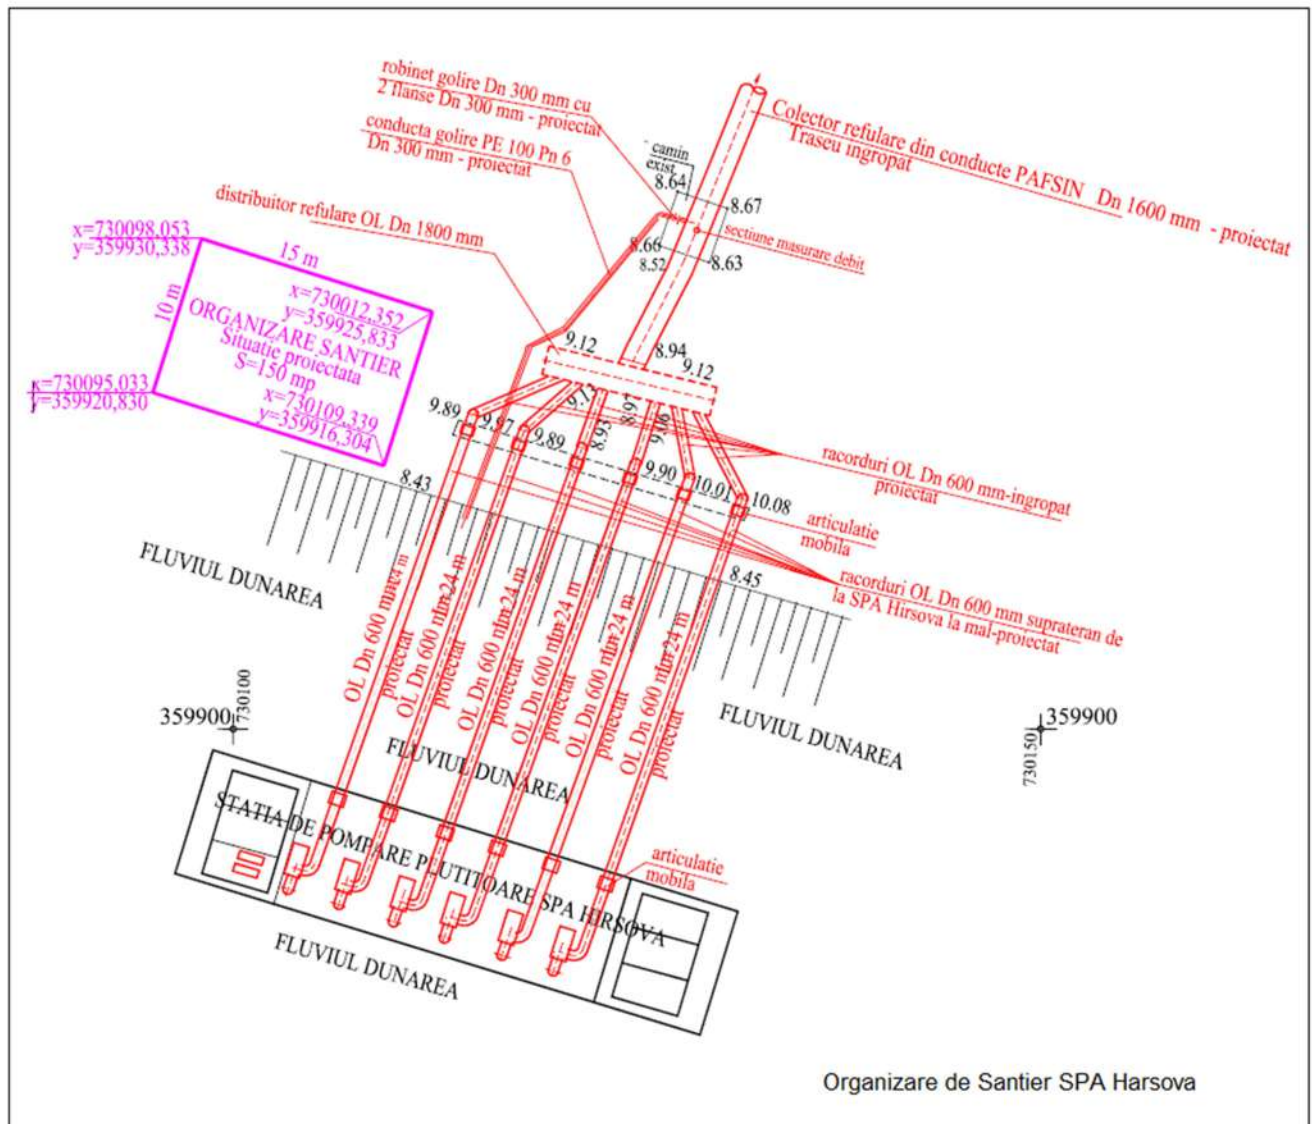 robinet golire Dn 300 mm cu
2 flanse Dn 300 mm - proiectat
conducta golire PE 100 Pn 6
Dn 300 mm - proiectat
distribuitor refulare OL Dn 1800 mm
Colector refulare din conducte PAFSIN Dn 1600 mm - proiectat
Traseu ingropat
camin
exist.
8.64
8.67
8.66
8.52
8.63
sectiune masurare debit
x=730098,053
y=359930,338
15 m
10 m
x=730012,352
y=359925,833
ORGANIZARE SANTIER
Situatie proiectata
S=150 mp
x=730095,033
y=359920,830
x=730109,339
y=359916,304
9.12
8.94
9.12
9.13
8.97
9.06
8.93
9.89
9.97
9.89
9.90
10.01
10.08
racorduri OL Dn 600 mm-ingropat
proiectat
articulatie
mobila
racorduri OL Dn 600 mm suprateran de
la SPA Hirsova la mal-proiectat
8.43
8.45
FLUVIUL DUNAREA
OL Dn 600 mm
proiectat
OL Dn 600 mm
L=24 m
proiectat
OL Dn 600 mm
L=24 m
proiectat
OL Dn 600 mm
L=24 m
proiectat
OL Dn 600 mm
L=24 m
proiectat
OL Dn 600 mm
L=24 m
proiectat
FLUVIUL DUNAREA
FLUVIUL DUNAREA
359900
730100
359900
730150
STATIA DE POMPARE PLUTITOARE SPA HIRSOVA
articulatie
mobila
FLUVIUL DUNAREA
Organizare de Santier SPA Harsova